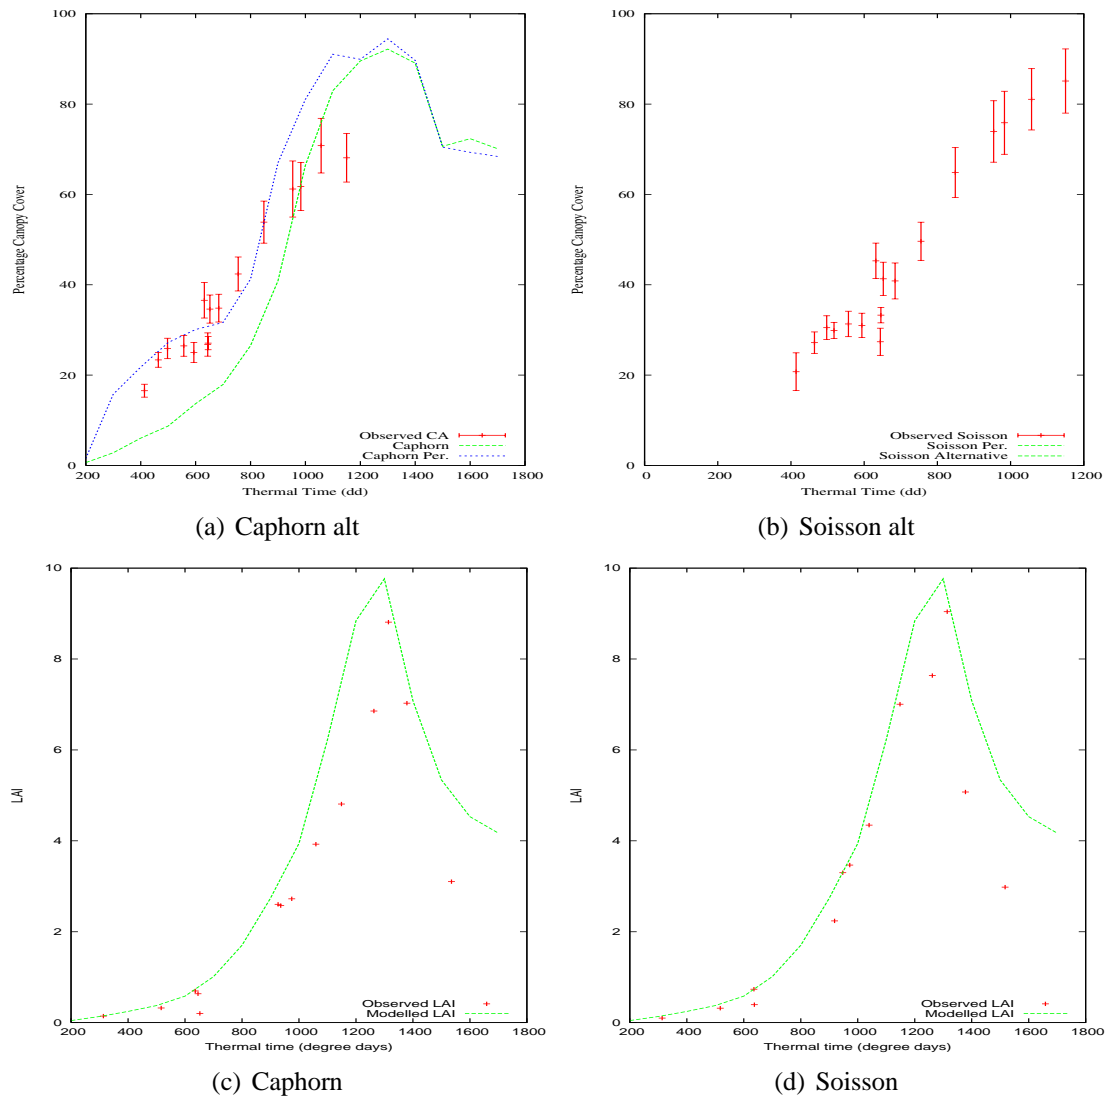 100
80
60
40
20
0
Percentage Canopy Cover
200 400 600 800 1000 1200 1400 1600 1800
Thermal Time (dd)
Observed CA
Caphorn
Caphorn Per.
(a) Caphorn alt
100
80
60
40
20
0
Percentage Canopy Cover
0 200 400 600 800 1000 1200
Thermal Time (dd)
Observed Soisson
Soisson Per.
Soisson Alternative
(b) Soisson alt
10
8
6
4
2
0
LAI
200 400 600 800 1000 1200 1400 1600 1800
Thermal time (degree days)
Observed LAI
Modelled LAI
(c) Caphorn
10
8
6
4
2
0
LAI
200 400 600 800 1000 1200 1400 1600 1800
Thermal time (degree days)
Observed LAI
Modelled LAI
(d) Soisson